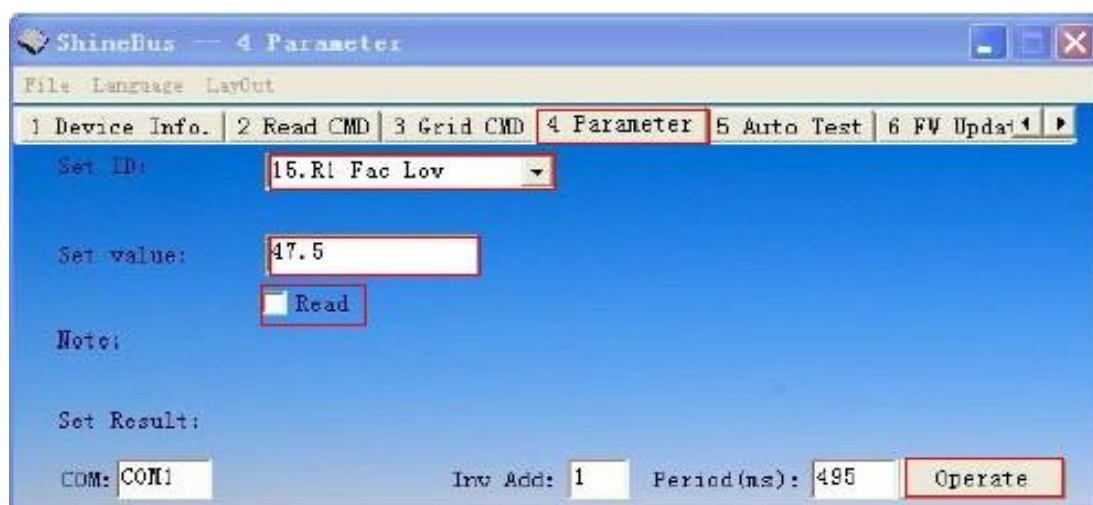 ShineBus — 4 Parameter
File Language LayOut
1 Device Info. 2 Read CMD 3 Grid CMD 4 Parameter 5 Auto Test 6 FW Updat
Set ID: 15.R1 Fac Low
Set value: 47.5
Read
Note:
Set Result:
COM: COM1 Inv Add: 1 Period(ms): 495 Operate